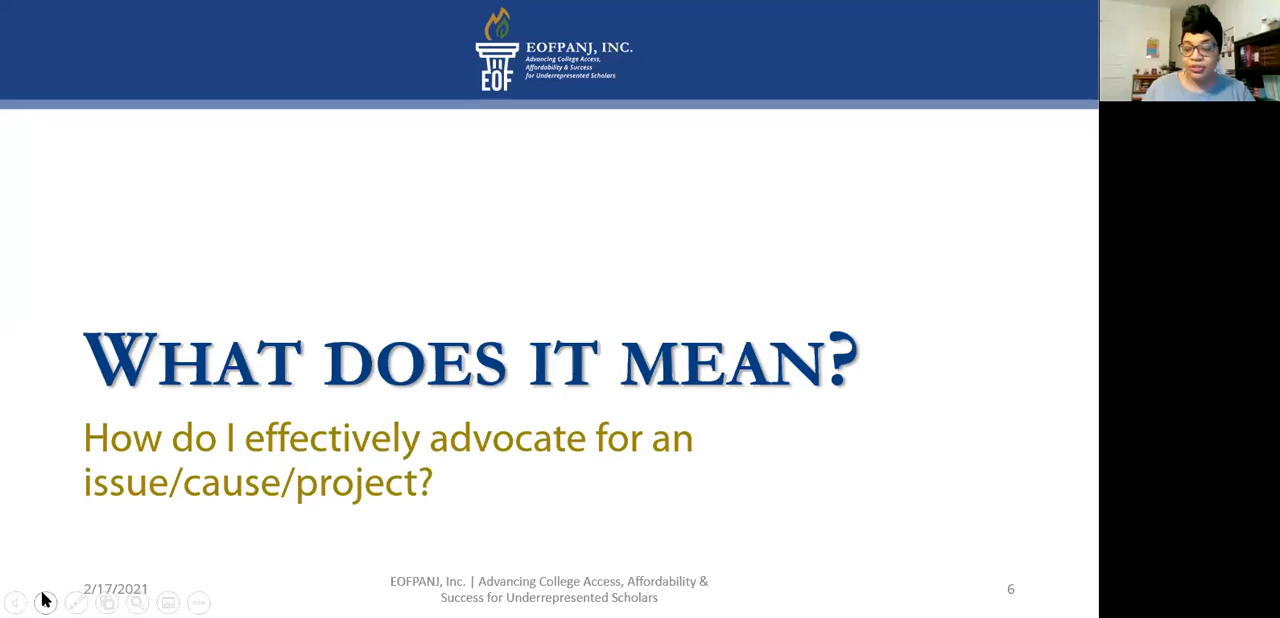 EOFPANJ, INC.
Advancing College Access,
Affordability & Success
for Underrepresented Scholars
EOF
WHAT DOES IT MEAN?
How do I effectively advocate for an
issue/cause/project?
2/17/2021
EOFPANJ, Inc. | Advancing College Access, Affordability &
Success for Underrepresented Scholars
6